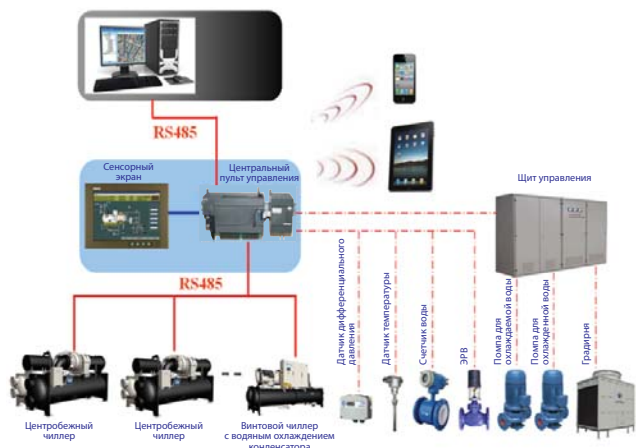 RS485
Сенсорный
экран
Центральный
пульт управления
Щит управления
RS485
Датчик дифференциального
давления
Датчик температуры
Счетчик воды
ЭРВ
Помпа для
охлаждаемой воды
Помпа для
охлажденной воды
Градирня
Центробежный
чиллер
Центробежный
чиллер
Винтовой чиллер
с водяным охлаждением
конденсатора